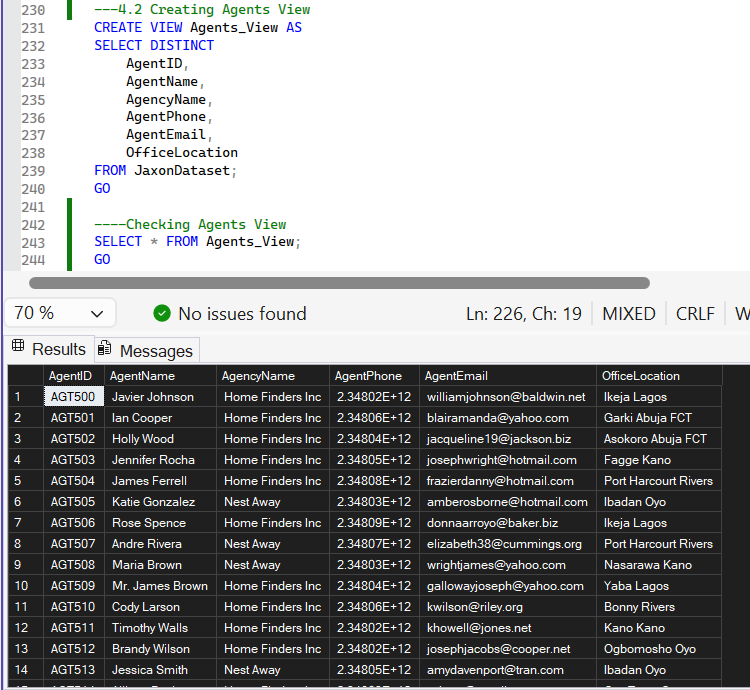 230 ---4.2 Creating Agents View
231 CREATE VIEW Agents_View AS
232 SELECT DISTINCT
233 AgentID,
234 AgentName,
235 AgencyName,
236 AgentPhone,
237 AgentEmail,
238 OfficeLocation
239 FROM JaxonDataset;
240 GO
241
242 ----Checking Agents View
243 SELECT * FROM Agents_View;
244 GO
70 % No issues found Ln: 226, Ch: 19 MIXED CRLF
Results Messages
AgentID AgentName AgencyName AgentPhone AgentEmail OfficeLocation
1 AGT500 Javier Johnson Home Finders Inc 2.34802E+12 williamjohnson@baldwin.net Ikeja Lagos
2 AGT501 Ian Cooper Home Finders Inc 2.34802E+12 blairamanda@yahoo.com Garki Abuja FCT
3 AGT502 Holly Wood Home Finders Inc 2.34804E+12 jacqueline19@jackson.biz Asokoro Abuja FCT
4 AGT503 Jennifer Rocha Home Finders Inc 2.34805E+12 josephwright@hotmail.com Fagge Kano
5 AGT504 James Ferrell Home Finders Inc 2.34808E+12 frazierdanny@hotmail.com Port Harcourt Rivers
6 AGT505 Katie Gonzalez Nest Away 2.34803E+12 amberosborne@hotmail.com Ibadan Oyo
7 AGT506 Rose Spence Home Finders Inc 2.34809E+12 donnaarroyo@baker.biz Ikeja Lagos
8 AGT507 Andre Rivera Nest Away 2.34807E+12 elizabeth38@cummings.org Port Harcourt Rivers
9 AGT508 Maria Brown Nest Away 2.34803E+12 wrightjames@yahoo.com Nasarawa Kano
10 AGT509 Mr. James Brown Home Finders Inc 2.34804E+12 gallowayjoseph@yahoo.com Yaba Lagos
11 AGT510 Cody Larson Home Finders Inc 2.34806E+12 kwilson@riley.org Bonny Rivers
12 AGT511 Timothy Walls Home Finders Inc 2.34802E+12 khowell@jones.net Kano Kano
13 AGT512 Brandy Wilson Home Finders Inc 2.34802E+12 josephjacobs@cooper.net Ogbomosho Oyo
14 AGT513 Jessica Smith Nest Away 2.34805E+12 amydavenport@tran.com Ibadan Oyo